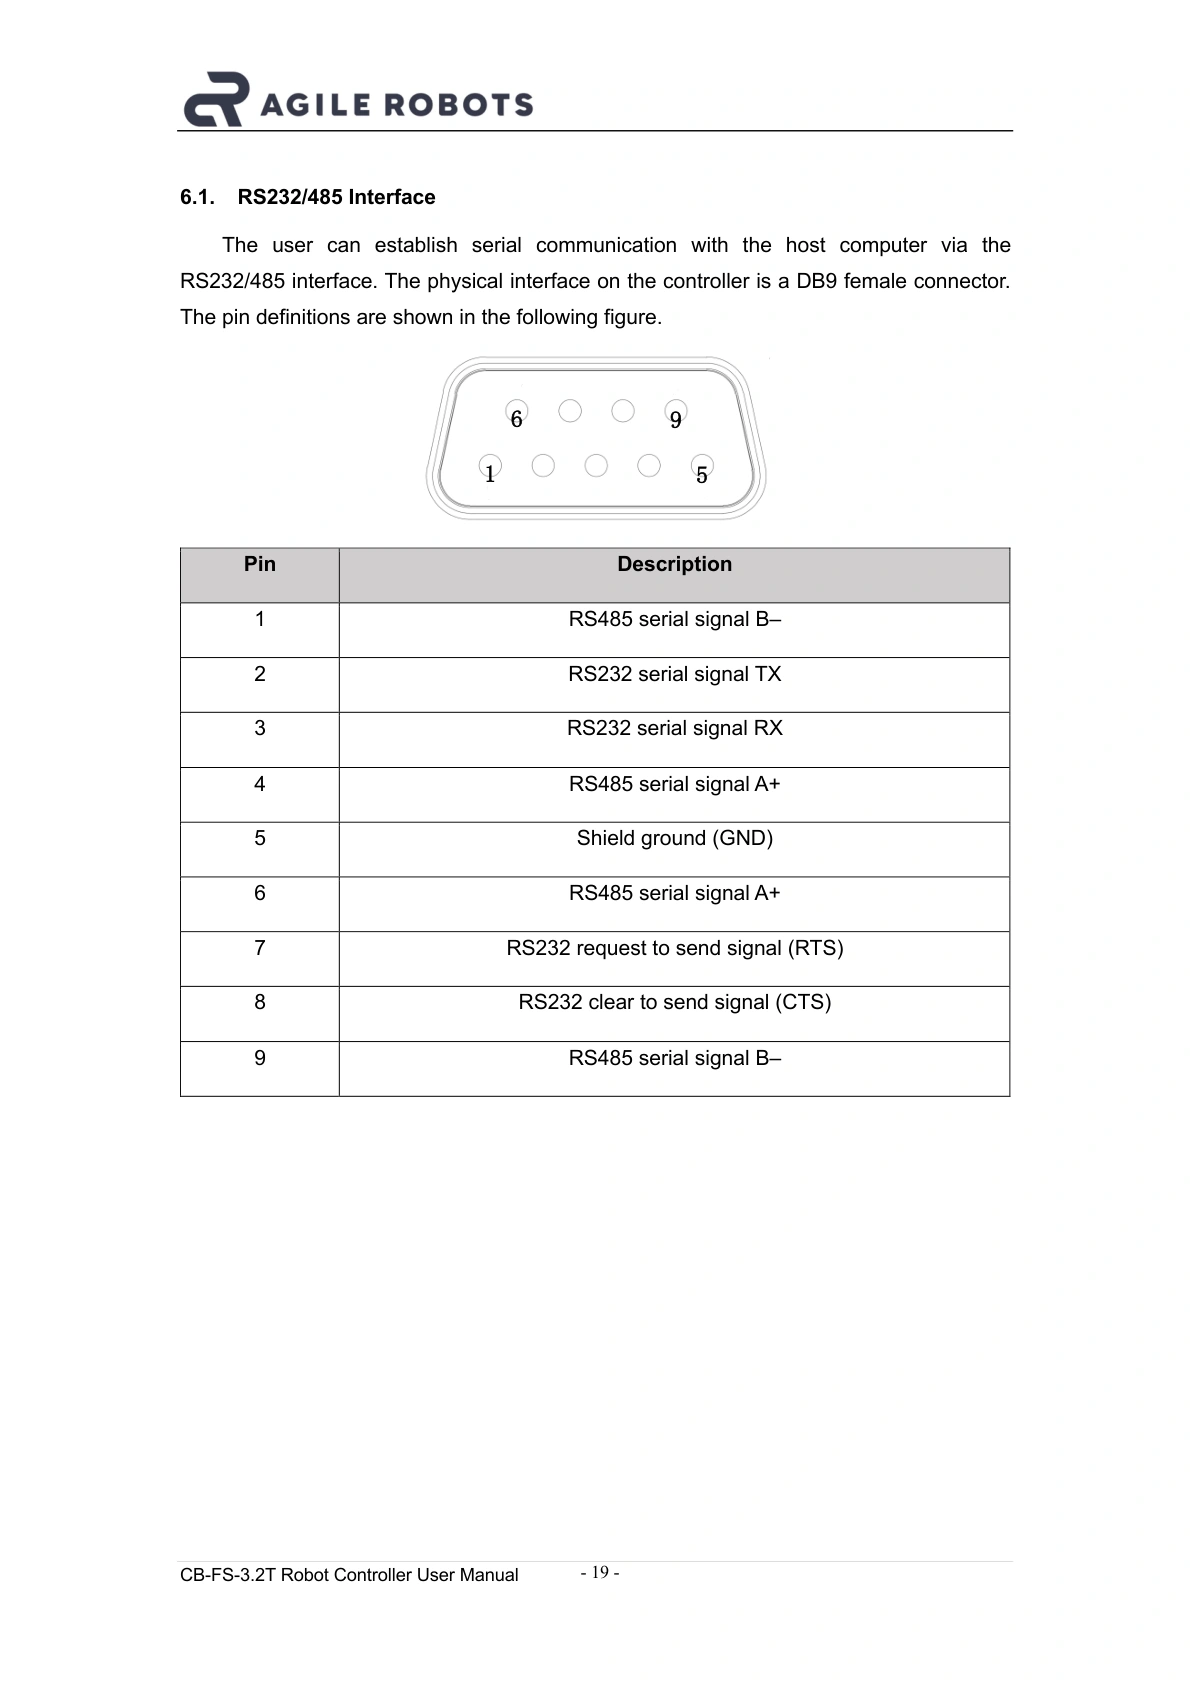 AGILE ROBOTS
6.1. RS232/485 Interface
The user can establish serial communication with the host computer via the
RS232/485 interface. The physical interface on the controller is a DB9 female connector.
The pin definitions are shown in the following figure.
6 9
1 5
Pin Description
1 RS485 serial signal B–
2 RS232 serial signal TX
3 RS232 serial signal RX
4 RS485 serial signal A+
5 Shield ground (GND)
6 RS485 serial signal A+
7 RS232 request to send signal (RTS)
8 RS232 clear to send signal (CTS)
9 RS485 serial signal B–
CB-FS-3.2T Robot Controller User Manual - 19 -